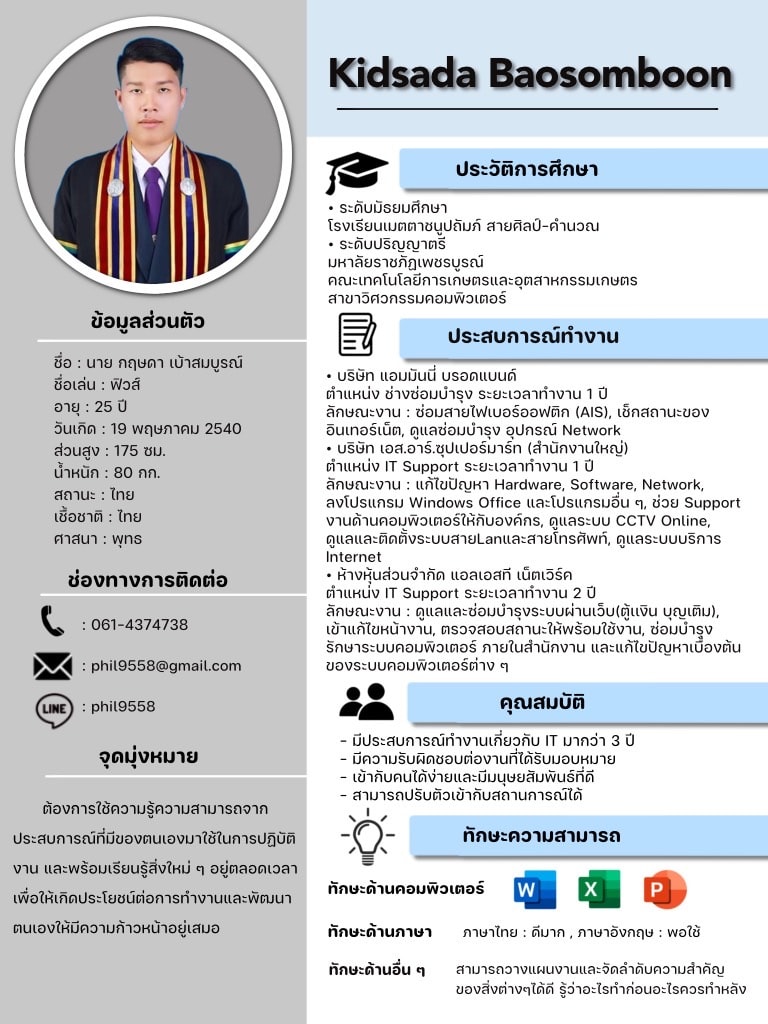 Kidsada Baosomboon
ข้อมูลส่วนตัว
ชื่อ : นาย กฤษดา เบ้าสมบูรณ์
ชื่อเล่น : ฟิวส์
อายุ : 25 ปี
วันเกิด : 19 พฤษภาคม 2540
ส่วนสูง : 175 ซม.
น้ำหนัก : 80 กก.
สถานะ : ไทย
เชื้อชาติ : ไทย
ศาสนา : พุทธ
ช่องทางการติดต่อ
: 061-4374738
: phil9558@gmail.com
LINE : phil9558
จุดมุ่งหมาย
ต้องการใช้ความรู้ความสามารถจาก
ประสบการณ์ที่มีของตนเองมาใช้ในการปฏิบัติ
งาน และพร้อมเรียนรู้สิ่งใหม่ ๆ อยู่ตลอดเวลา
เพื่อให้เกิดประโยชน์ต่อการทำงานและพัฒนา
ตนเองให้มีความก้าวหน้าอยู่เสมอ
ประวัติการศึกษา
• ระดับมัธยมศึกษา
โรงเรียนเมตตาชนูปถัมภ์ สายศิลป์-คำนวณ
• ระดับปริญญาตรี
มหาลัยราชภัฏเพชรบูรณ์
คณะเทคโนโลยีการเกษตรและอุตสาหกรรมเกษตร
สาขาวิศวกรรมคอมพิวเตอร์
ประสบการณ์ทำงาน
• บริษัท แอมมันนี่ บรอดแบนด์
ตำแหน่ง ช่างซ่อมบำรุง ระยะเวลาทำงาน 1 ปี
ลักษณะงาน : ซ่อมสายไฟเบอร์ออฟติก (AIS), เช็กสถานะของ
อินเทอร์เน็ต, ดูแลซ่อมบำรุง อุปกรณ์ Network
• บริษัท เอส.อาร์.ซุปเปอร์มาร์ท (สำนักงานใหญ่)
ตำแหน่ง IT Support ระยะเวลาทำงาน 1 ปี
ลักษณะงาน : แก้ไขปัญหา Hardware, Software, Network,
ลงโปรแกรม Windows Office และโปรแกรมอื่น ๆ, ช่วย Support
งานด้านคอมพิวเตอร์ให้กับองค์กร, ดูแลระบบ CCTV Online,
ดูแลและติดตั้งระบบสายLanและสายโทรศัพท์, ดูแลระบบบริการ
Internet
• ห้างหุ้นส่วนจำกัด แอลเอสที เน็ตเวิร์ค
ตำแหน่ง IT Support ระยะเวลาทำงาน 2 ปี
ลักษณะงาน : ดูแลและซ่อมบำรุงระบบผ่านเว็บ(ตู้เงิน บุญเติม),
เข้าแก้ไขหน้างาน, ตรวจสอบสถานะให้พร้อมใช้งาน, ซ่อมบำรุง
รักษาระบบคอมพิวเตอร์ ภายในสำนักงาน และแก้ไขปัญหาเบื้องต้น
ของระบบคอมพิวเตอร์ต่าง ๆ
คุณสมบัติ
- มีประสบการณ์ทำงานเกี่ยวกับ IT มากว่า 3 ปี
- มีความรับผิดชอบต่องานที่ได้รับมอบหมาย
- เข้ากับคนได้ง่ายและมีมนุษยสัมพันธ์ที่ดี
- สามารถปรับตัวเข้ากับสถานการณ์ได้
ทักษะความสามารถ
ทักษะด้านคอมพิวเตอร์ W X P
ทักษะด้านภาษา ภาษาไทย : ดีมาก , ภาษาอังกฤษ : พอใช้
ทักษะด้านอื่น ๆ สามารถวางแผนงานและจัดลำดับความสำคัญ
ของสิ่งต่างๆได้ดี รู้ว่าอะไรทำก่อนอะไรควรทำหลัง